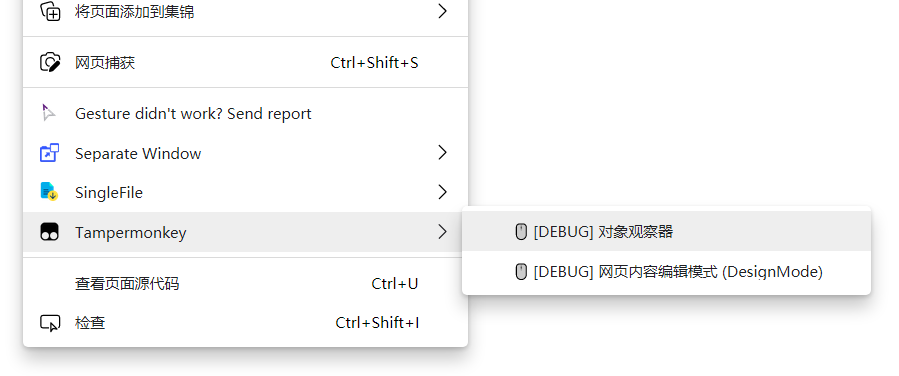 将页面添加到集锦
网页捕获 Ctrl+Shift+S
Gesture didn't work? Send report
Separate Window
SingleFile
Tampermonkey
[DEBUG] 对象观察器
[DEBUG] 网页内容编辑模式 (DesignMode)
查看页面源代码 Ctrl+U
检查 Ctrl+Shift+I